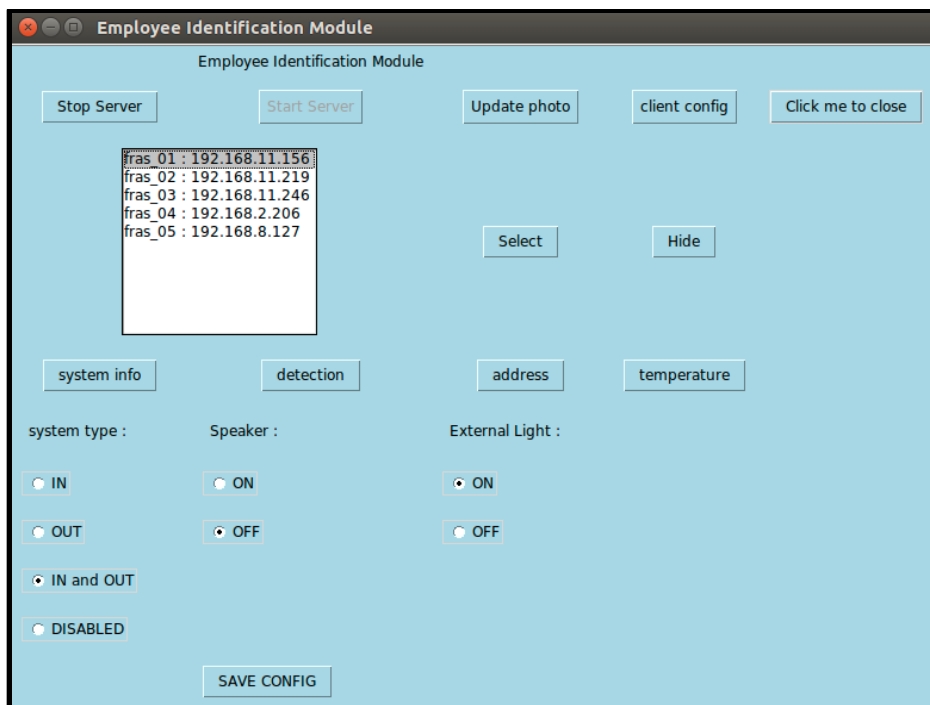 Employee Identification Module
Employee Identification Module
Stop Server Start Server Update photo client config Click me to close
fras_01 : 192.168.11.156
fras_02 : 192.168.11.219
fras_03 : 192.168.11.246
fras_04 : 192.168.2.206
fras_05 : 192.168.8.127
Select Hide
system info detection address temperature
system type : Speaker : External Light :
IN ON ON
OUT OFF OFF
IN and OUT
DISABLED
SAVE CONFIG